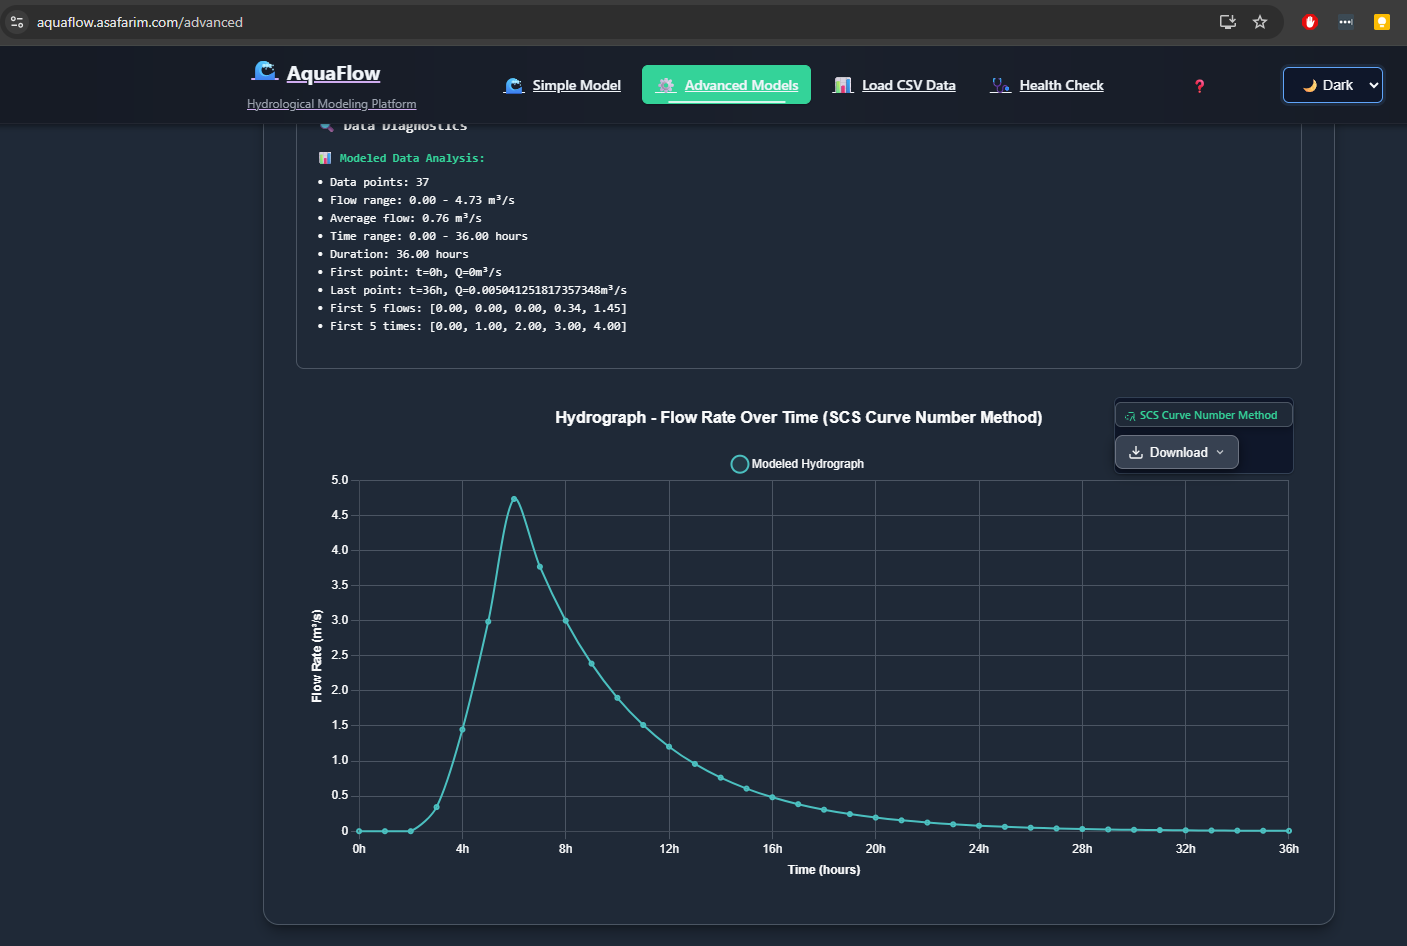 aquaflow.asafarim.com/advanced
AquaFlow
Hydrological Modeling Platform
Simple Model
Advanced Models
Load CSV Data
Health Check
?
Dark
Data Diagnostics
Modeled Data Analysis:
• Data points: 37
• Flow range: 0.00 - 4.73 m³/s
• Average flow: 0.76 m³/s
• Time range: 0.00 - 36.00 hours
• Duration: 36.00 hours
• First point: t=0h, Q=0m³/s
• Last point: t=36h, Q=0.005041251817357348m³/s
• First 5 flows: [0.00, 0.00, 0.00, 0.34, 1.45]
• First 5 times: [0.00, 1.00, 2.00, 3.00, 4.00]
Hydrograph - Flow Rate Over Time (SCS Curve Number Method)
SCS Curve Number Method
Download
Modeled Hydrograph
5.0
4.5
4.0
3.5
3.0
2.5
2.0
1.5
1.0
0.5
0
Flow Rate (m³/s)
0h 4h 8h 12h 16h 20h 24h 28h 32h 36h
Time (hours)